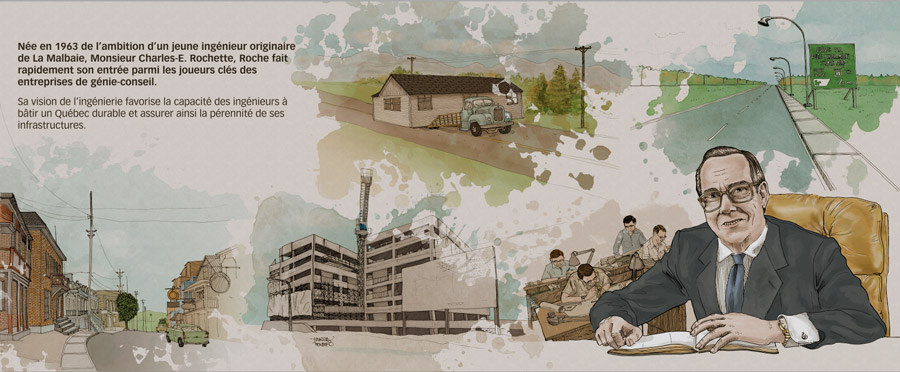 Née en 1963 de l'ambition d'un jeune ingénieur originaire
de La Malbaie, Monsieur Charles-E. Rochette, Roche fait
rapidement son entrée parmi les joueurs clés des
entreprises de génie-conseil.
Sa vision de l'ingénierie favorise la capacité des ingénieurs à
bâtir un Québec durable et assurer ainsi la pérennité de ses
infrastructures.